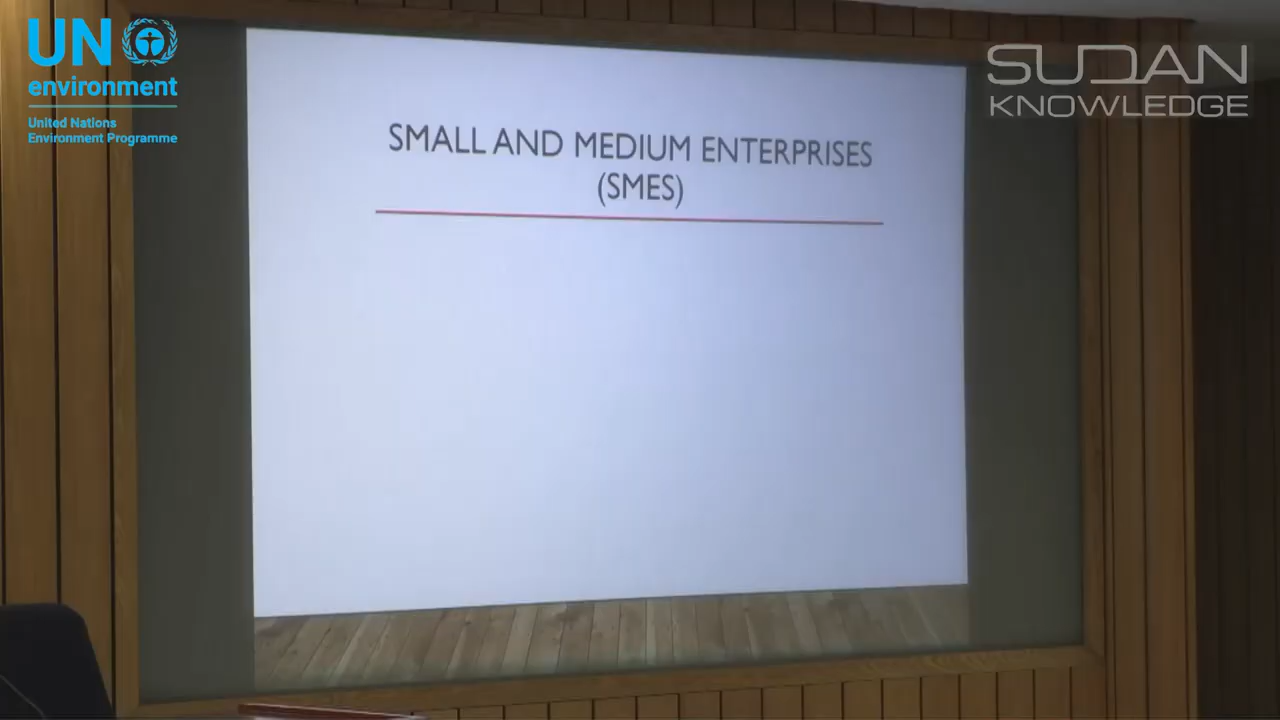 UN
environment
United Nations
Environment Programme
SUDAN
KNOWLEDGE
SMALL AND MEDIUM ENTERPRISES
(SMES)